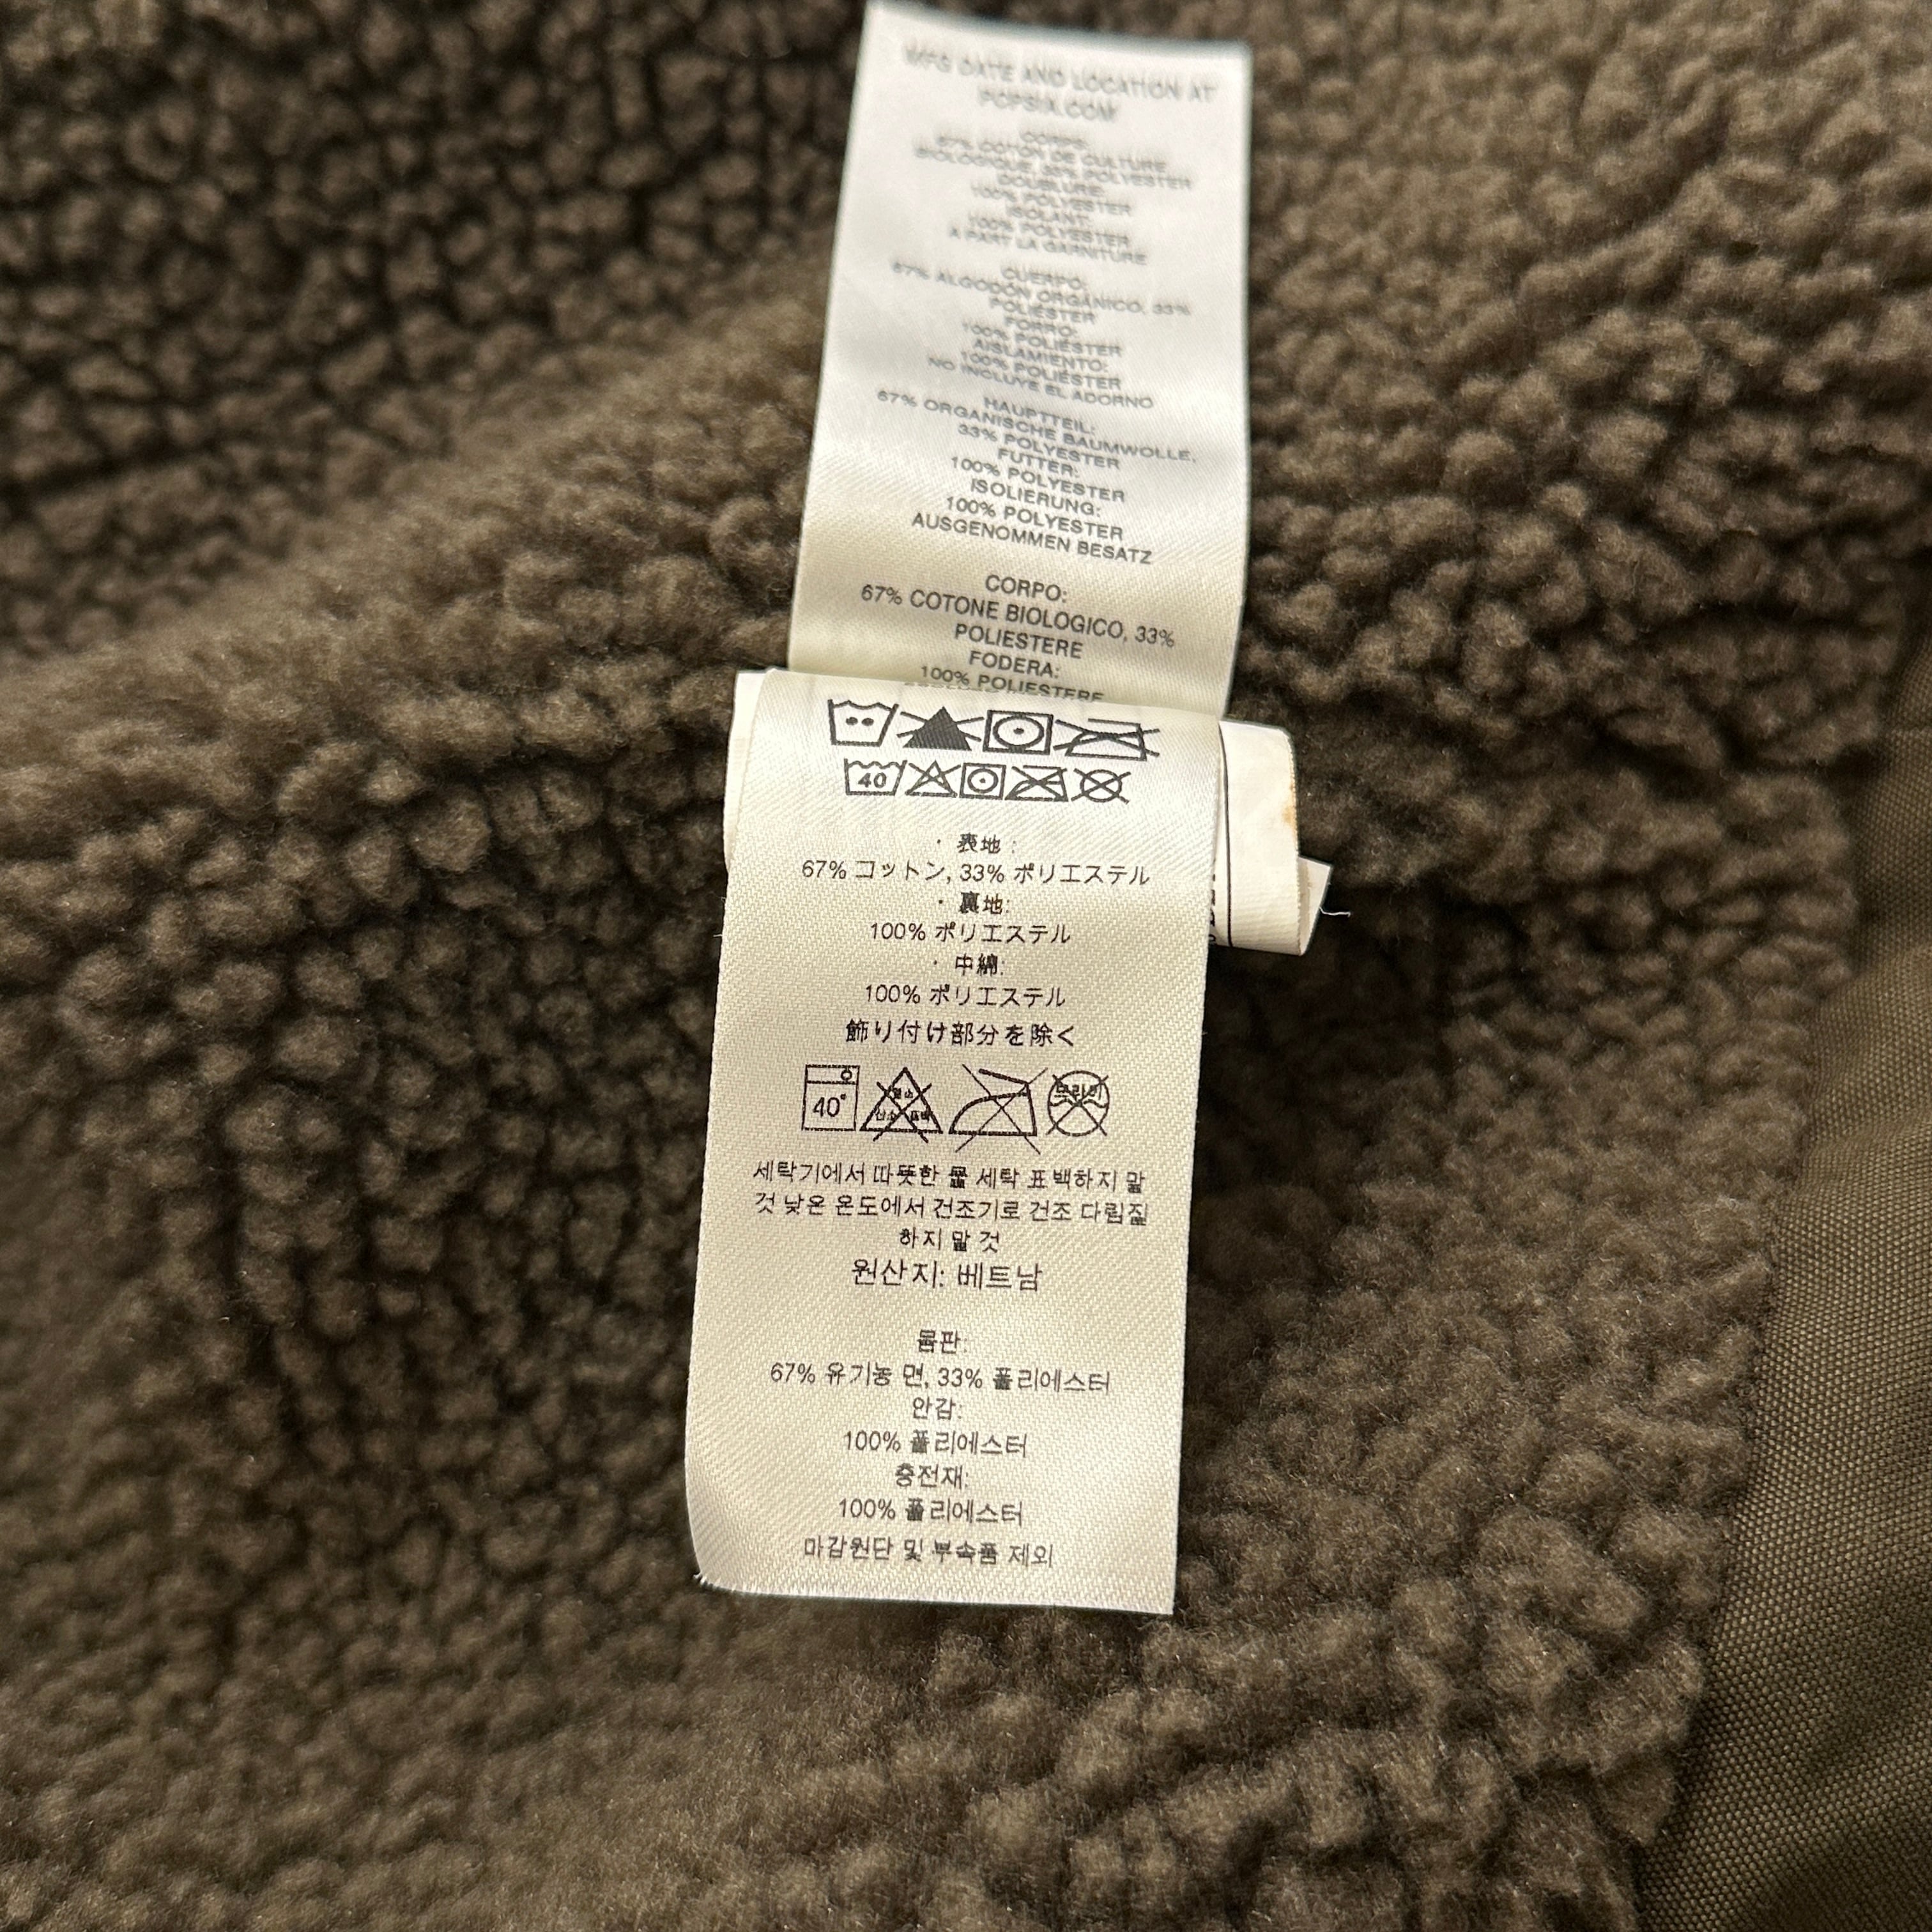 MFG DATE AND LOCATION AT
PCPSIA.COM
CORPS:
67% COTON DE CULTURE
BIOLOGIQUE, 33% POLYESTER
DOUBLURE:
100% POLYESTER
ISOLANT:
100% POLYESTER
À PART LA GARNITURE
CUERPO:
67% ALGODÓN ORGÁNICO, 33%
POLIÉSTER
FORRO:
100% POLIÉSTER
AISLAMIENTO:
100% POLIÉSTER
NO INCLUYE EL ADORNO
HAUPTTEIL:
67% ORGANISCHE BAUMWOLLE,
33% POLYESTER
FUTTER:
100% POLYESTER
ISOLIERUNG:
100% POLYESTER
AUSGENOMMEN BESATZ
CORPO:
67% COTONE BIOLOGICO, 33%
POLIESTERE
FODERA:
100% POLIESTERE
40
・表地:
67% コットン, 33% ポリエステル
・裏地:
100% ポリエステル
・中綿:
100% ポリエステル
飾り付け部分を除く
40°
세탁기에서 따뜻한 물 세탁 표백하지 말
것 낮은 온도에서 건조기로 건조 다림질
하지 말 것
원산지: 베트남
몸판:
67% 유기농 면, 33% 폴리에스터
안감:
100% 폴리에스터
충전재:
100% 폴리에스터
마감원단 및 부속품 제외